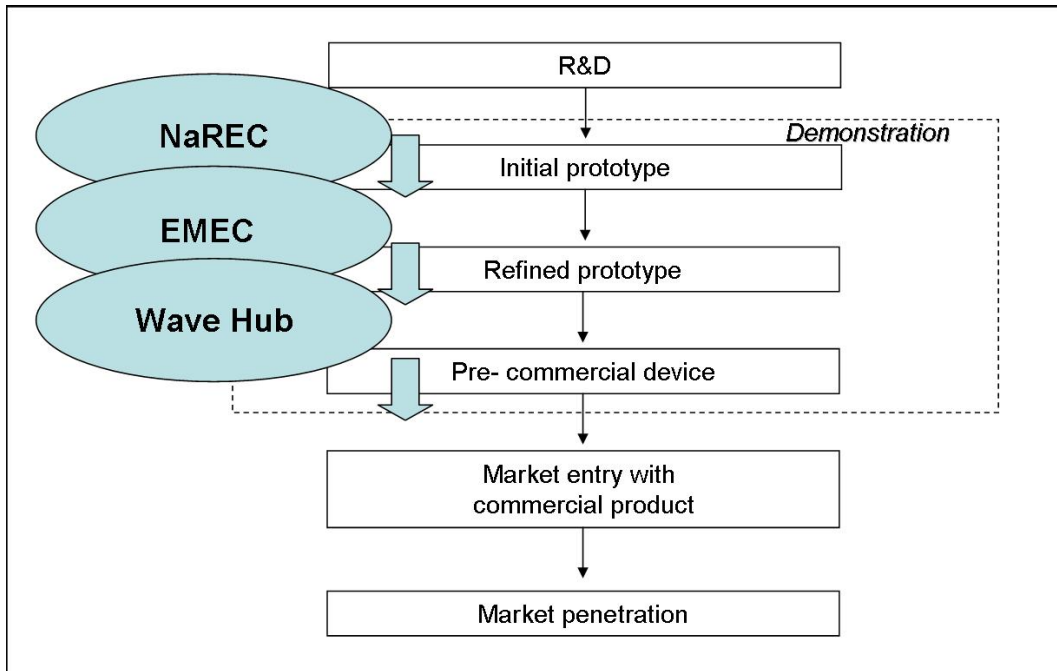 R&D
NaREC
Demonstration
Initial prototype
EMEC
Refined prototype
Wave Hub
Pre- commercial device
Market entry with
commercial product
Market penetration